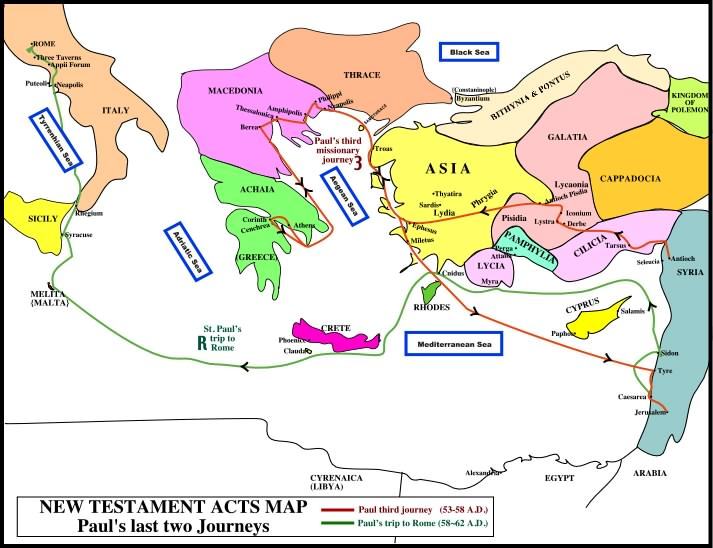 ROME
Three Taverns
Appii Forum
Puteoli
Neapolis
ITALY
Tyrrenhian Sea
SICILY
Rhegium
Syracuse
MELITA
(MALTA)
Adriatic Sea
MACEDONIA
Thessalonica
Amphipolis
Philippi
Neapolis
Berea
THRACE
SAMOTHRACE
Black Sea
(Constaninople)
Byzantium
BITHYNIA & PONTUS
KINGDOM
OF
POLEMON
GALATIA
CAPPADOCIA
Paul's third
missionary
journey
3
Troas
ASIA
Thyatira
Sardis
Lydia
Phrygia
Ephesus
Miletus
Aegean Sea
ACHAIA
Corinth
Cenchrea
Athens
GREECE
Antioch Pisidia
Lycaonia
Iconium
Lystra
Derbe
Pisidia
PAMPHYLIA
Perga
Attalia
LYCIA
Myra
CILICIA
Tarsus
Seleucia
Antioch
SYRIA
Cnidus
RHODES
CYPRUS
Salamis
Paphos
CRETE
Phoenice
Clauda
St. Paul's
trip to
Rome
R
Mediterranean Sea
Sidon
Tyre
Caesarea
Jerusalem
CYRENAICA
(LIBYA)
Alexandria
EGYPT
ARABIA
NEW TESTAMENT ACTS MAP
Paul's last two Journeys
Paul third journey (53-58 A.D.)
Paul's trip to Rome (58~62 A.D.)